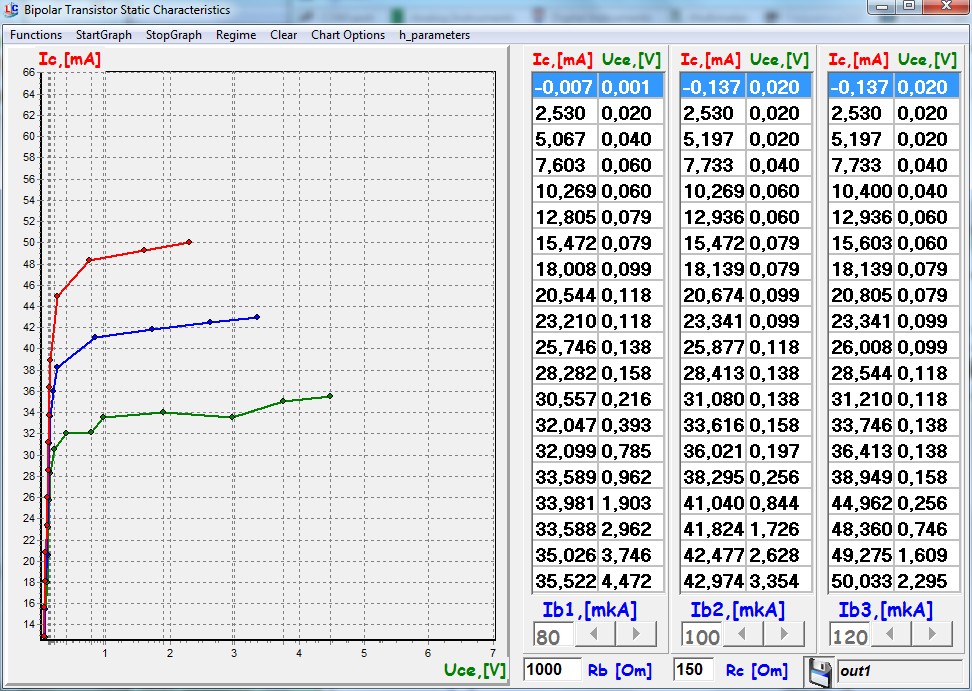 Bipolar Transistor Static Characteristics
Functions StartGraph StopGraph Regime Clear Chart Options h_parameters
Ic,[mA]
66
64
62
60
58
56
54
52
50
48
46
44
42
40
38
36
34
32
30
28
26
24
22
20
18
16
14
1 2 3 4 5 6 7
Uce,[V]
Ic,[mA] Uce,[V] Ic,[mA] Uce,[V] Ic,[mA] Uce,[V]
-0,007 0,001 -0,137 0,020 -0,137 0,020
2,530 0,020 2,530 0,020 2,530 0,020
5,067 0,040 5,197 0,020 5,197 0,020
7,603 0,060 7,733 0,040 7,733 0,040
10,269 0,060 10,269 0,060 10,400 0,040
12,805 0,079 12,936 0,060 12,936 0,060
15,472 0,079 15,472 0,079 15,603 0,060
18,008 0,099 18,139 0,079 18,139 0,079
20,544 0,118 20,674 0,099 20,805 0,079
23,210 0,118 23,341 0,099 23,341 0,099
25,746 0,138 25,877 0,118 26,008 0,099
28,282 0,158 28,413 0,138 28,544 0,118
30,557 0,216 31,080 0,138 31,210 0,118
32,047 0,393 33,616 0,158 33,746 0,138
32,099 0,785 36,021 0,197 36,413 0,138
33,589 0,962 38,295 0,256 38,949 0,158
33,981 1,903 41,040 0,844 44,962 0,256
33,588 2,962 41,824 1,726 48,360 0,746
35,026 3,746 42,477 2,628 49,275 1,609
35,522 4,472 42,974 3,354 50,033 2,295
Ib1,[mkA] Ib2,[mkA] Ib3,[mkA]
80 100 120
1000 Rb [Om] 150 Rc [Om] out1